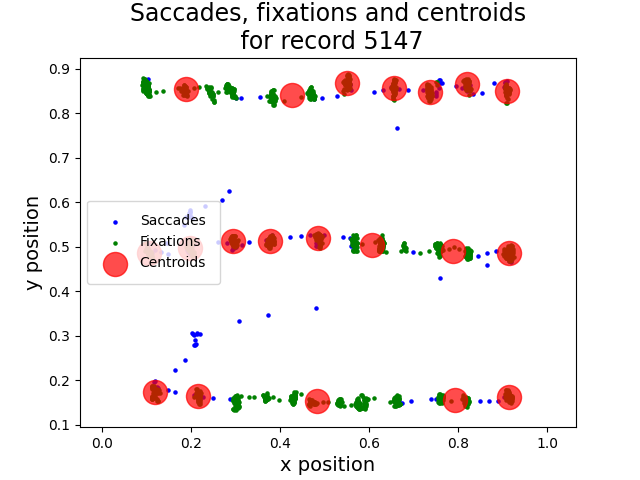 Saccades, fixations and centroids
for record 5147
0.9
0.8
0.7
0.6
0.5
0.4
0.3
0.2
0.1
y position
Saccades
Fixations
Centroids
0.0 0.2 0.4 0.6 0.8 1.0
x position